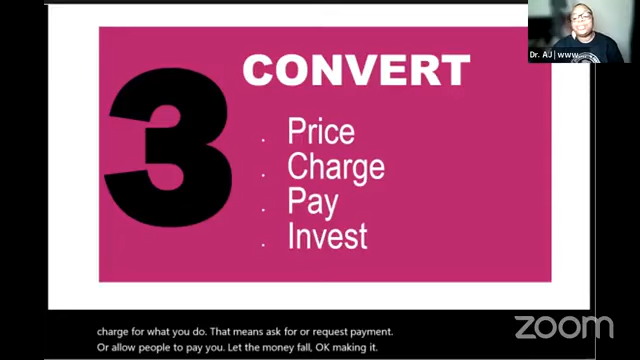 3
CONVERT
. Price
. Charge
. Pay
. Invest
Dr. AJ | www.
charge for what you do. That means ask for or request payment.
Or allow people to pay you. Let the money fall, OK making it.
zoom